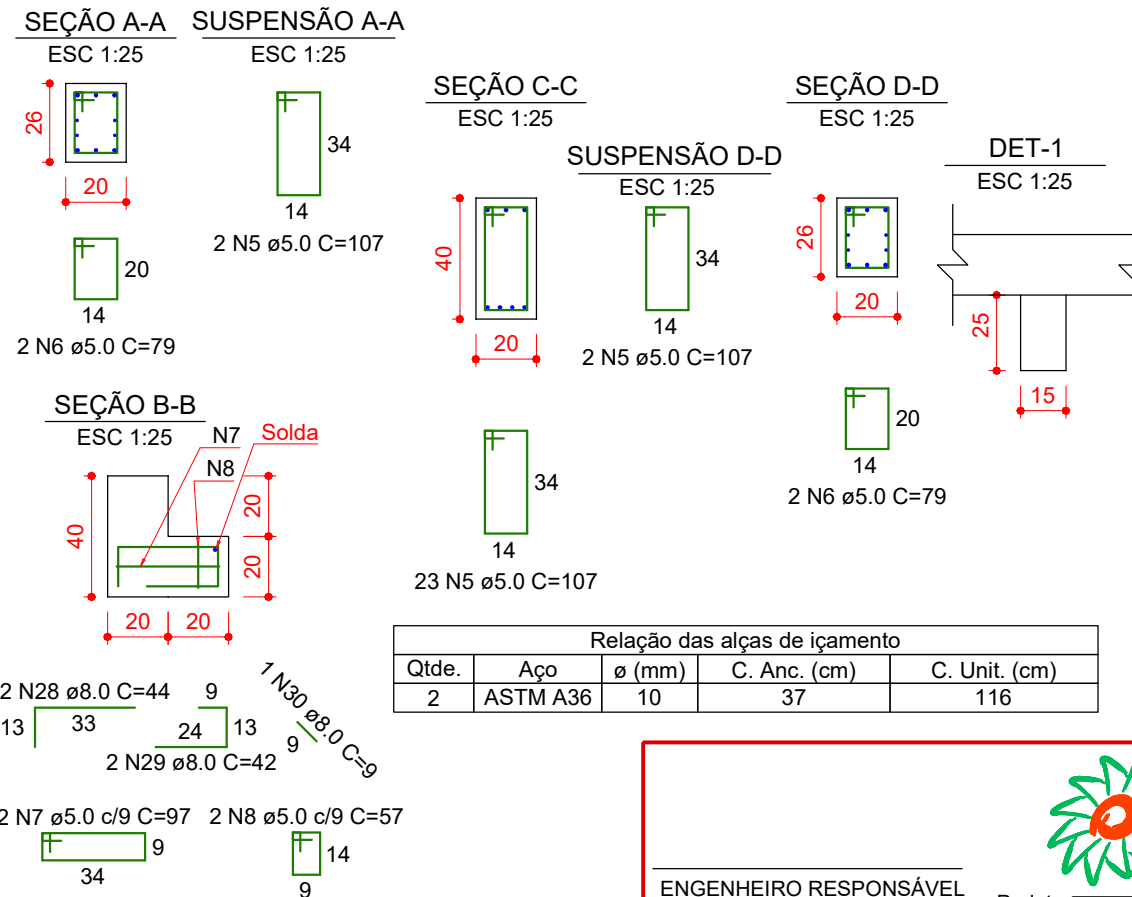 SEÇÃO A-A
ESC 1:25
26
20
20
14
2 N6 ø5.0 C=79
SUSPENSÃO A-A
ESC 1:25
34
14
2 N5 ø5.0 C=107
SEÇÃO C-C
ESC 1:25
40
20
34
14
23 N5 ø5.0 C=107
SUSPENSÃO D-D
ESC 1:25
34
14
2 N5 ø5.0 C=107
SEÇÃO D-D
ESC 1:25
26
20
20
14
2 N6 ø5.0 C=79
DET-1
ESC 1:25
25
15
SEÇÃO B-B
ESC 1:25
N7
Solda
N8
40
20
20
20
20
2 N28 ø8.0 C=44
13
33
9
24
13
2 N29 ø8.0 C=42
1 N30 ø8.0 C=9
9
2 N7 ø5.0 c/9 C=97
9
34
2 N8 ø5.0 c/9 C=57
14
9
Relação das alças de içamento
Qtde. Aço ø (mm) C. Anc. (cm) C. Unit. (cm)
2 ASTM A36 10 37 116
ENGENHEIRO RESPONSÁVEL